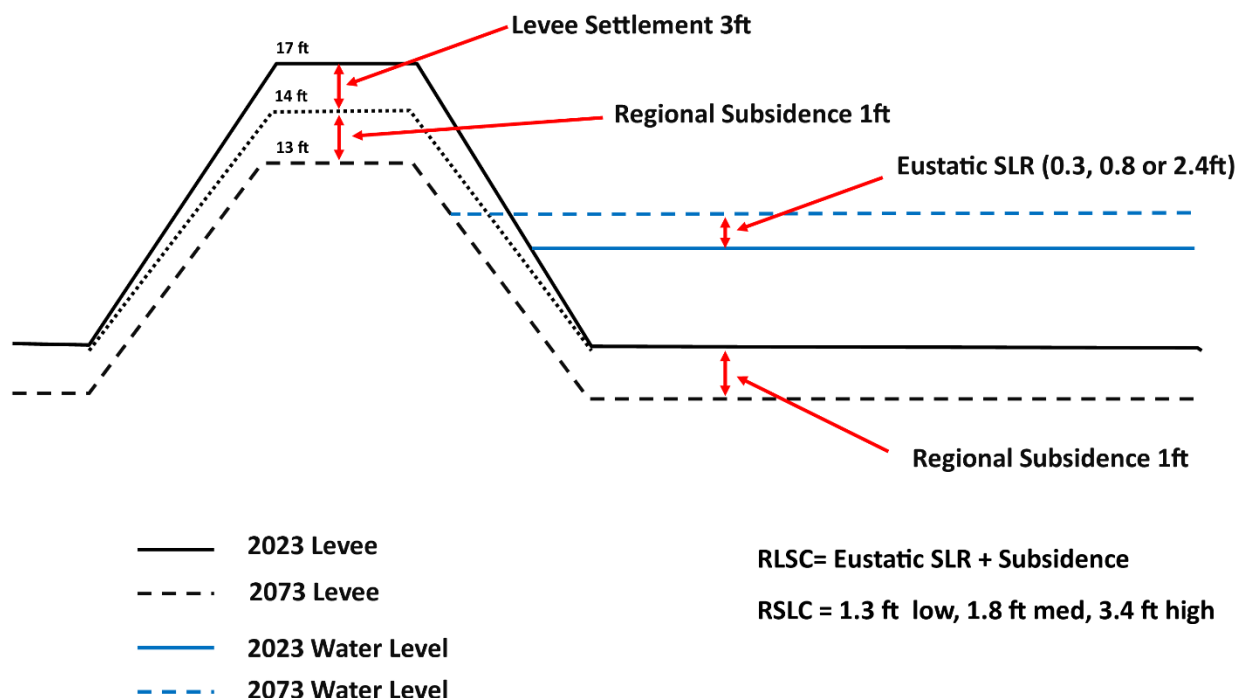 Levee Settlement 3ft
17 ft
14 ft
Regional Subsidence 1ft
13 ft
Eustatic SLR (0.3, 0.8 or 2.4ft)
Regional Subsidence 1ft
2023 Levee
2073 Levee
2023 Water Level
2073 Water Level
RLSC= Eustatic SLR + Subsidence
RSLC = 1.3 ft low, 1.8 ft med, 3.4 ft high